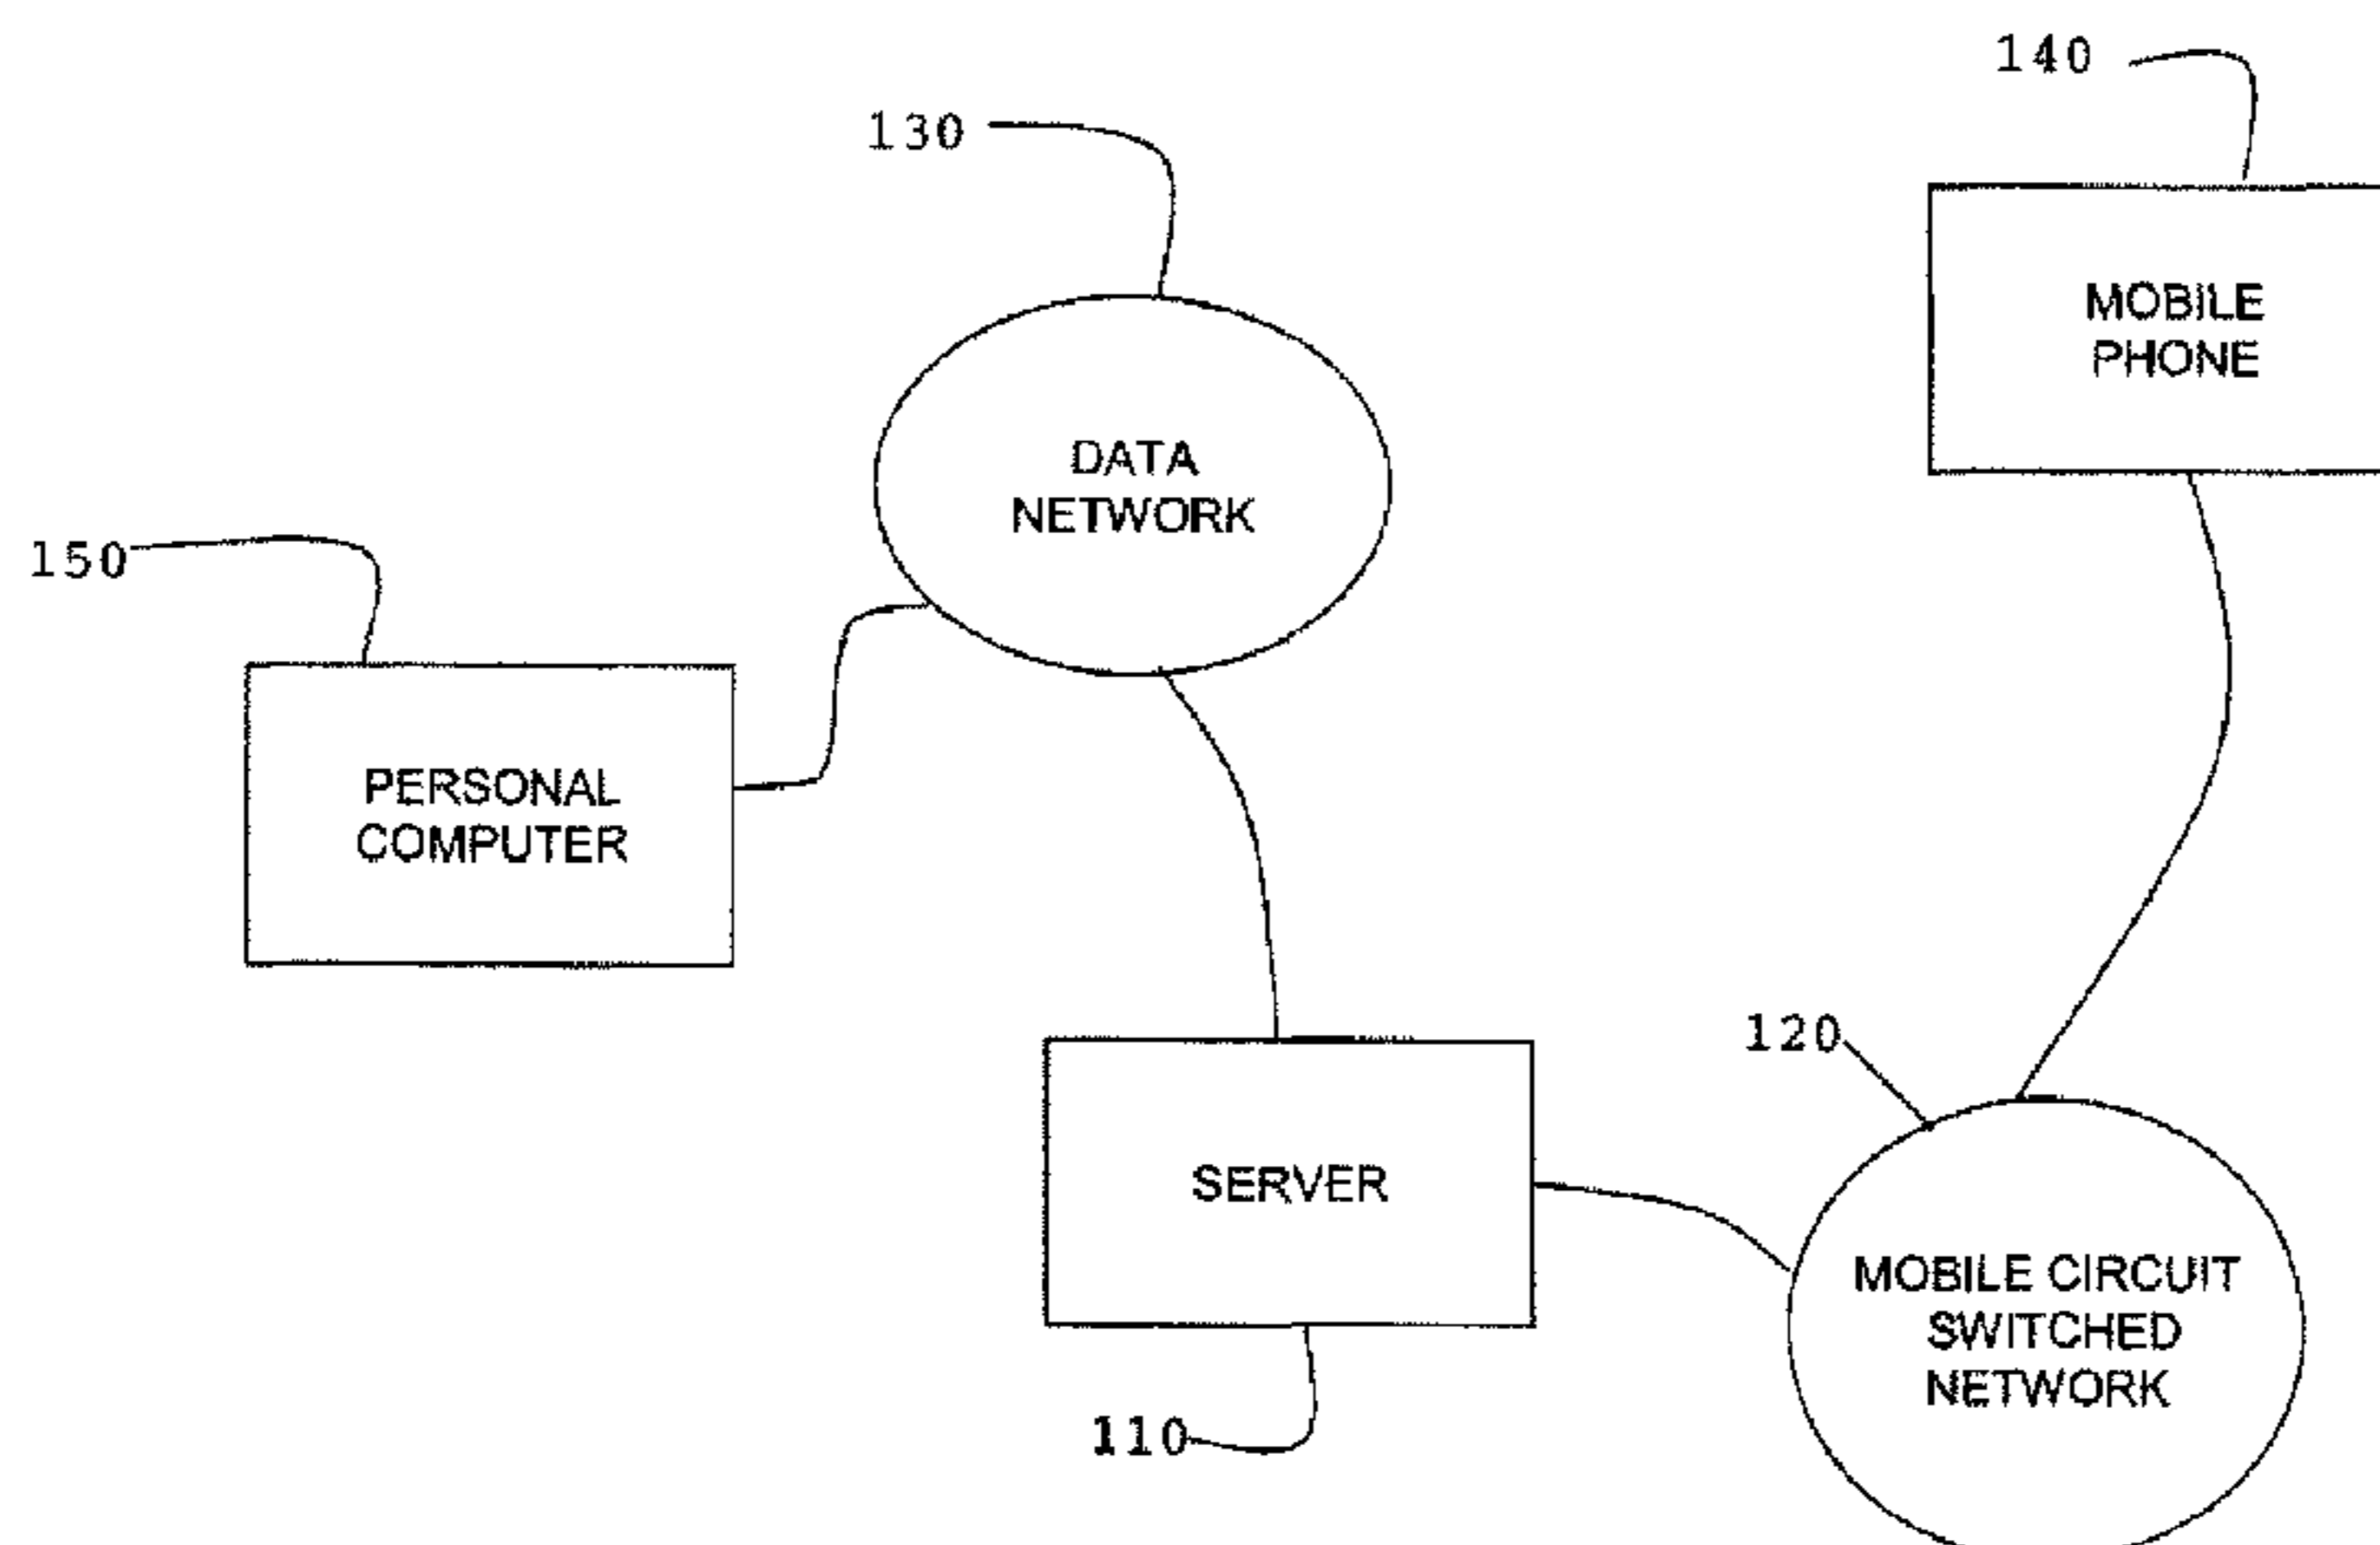 140
130
MOBILE
PHONE
DATA
NETWORK
150
PERSONAL
COMPUTER
120
SERVER
MOBILE CIRCUIT
SWITCHED
NETWORK
110